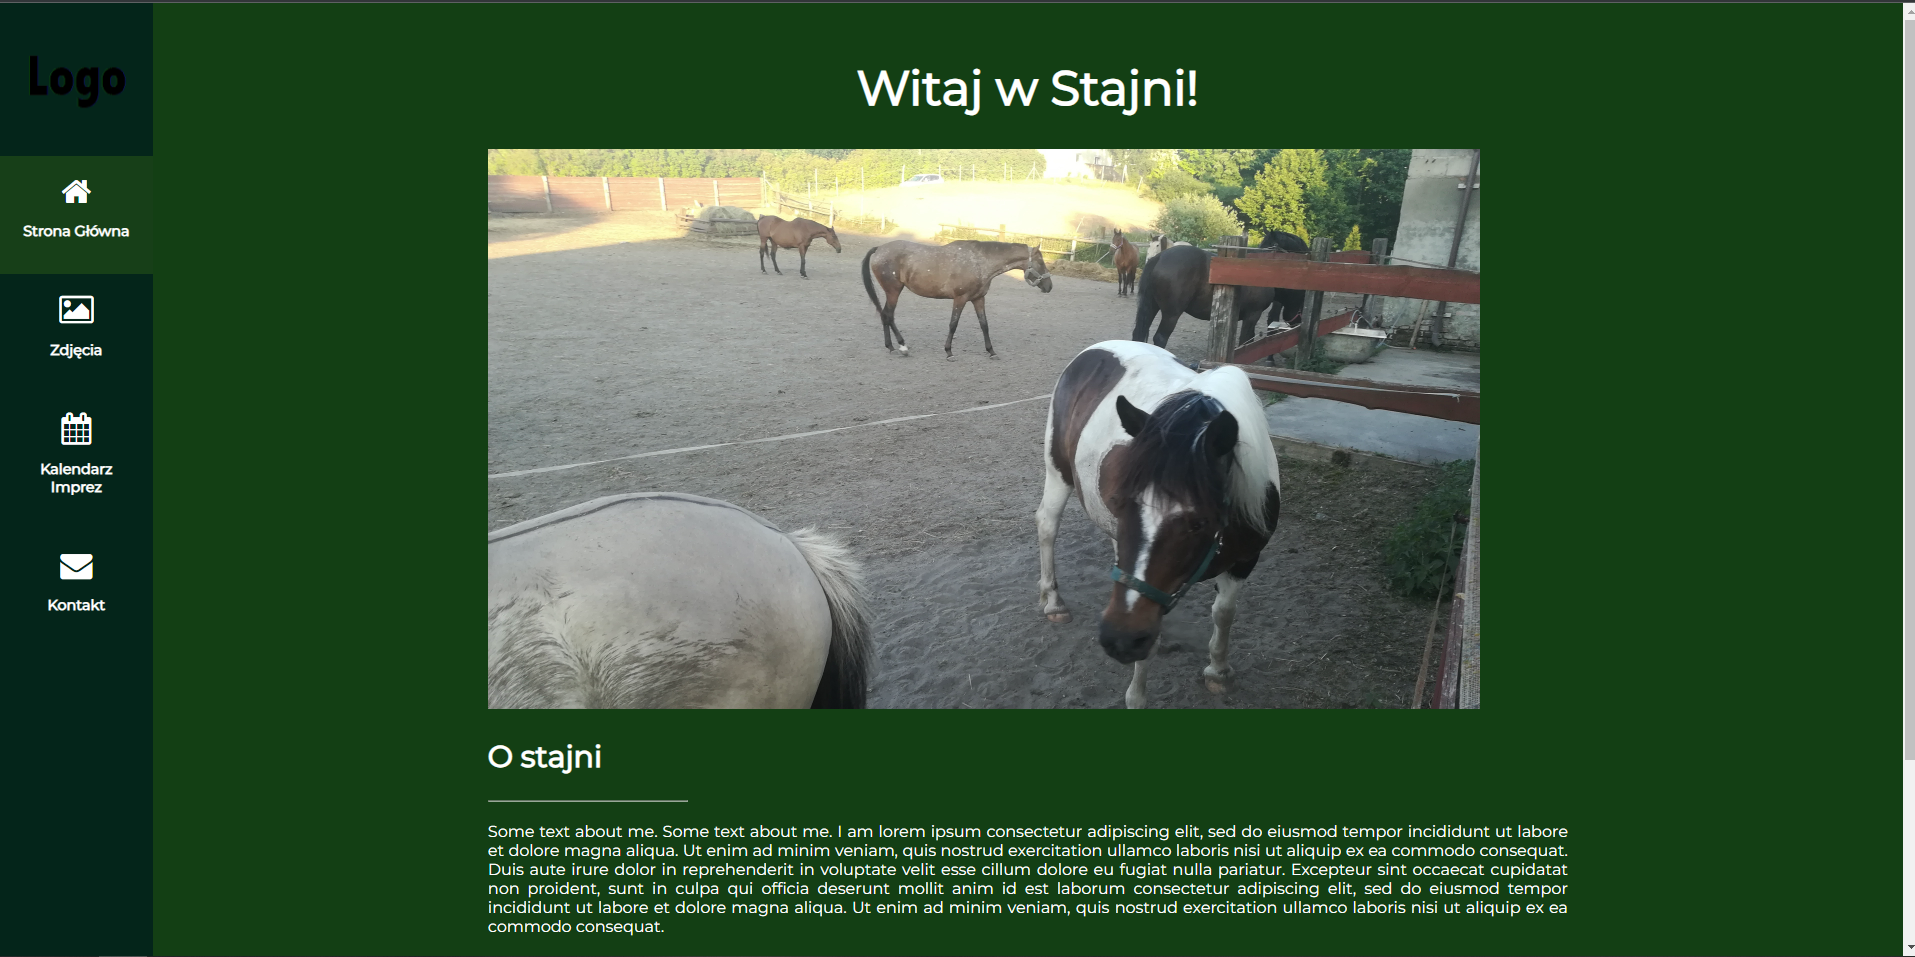 Logo
Witaj w Stajni!
Strona Główna
Zdjęcia
Kalendarz
Imprez
Kontakt
O stajni
Some text about me. Some text about me. I am lorem ipsum consectetur adipiscing elit, sed do eiusmod tempor incididunt ut labore
et dolore magna aliqua. Ut enim ad minim veniam, quis nostrud exercitation ullamco laboris nisi ut aliquip ex ea commodo consequat.
Duis aute irure dolor in reprehenderit in voluptate velit esse cillum dolore eu fugiat nulla pariatur. Excepteur sint occaecat cupidatat
non proident, sunt in culpa qui officia deserunt mollit anim id est laborum consectetur adipiscing elit, sed do eiusmod tempor
incididunt ut labore et dolore magna aliqua. Ut enim ad minim veniam, quis nostrud exercitation ullamco laboris nisi ut aliquip ex ea
commodo consequat.